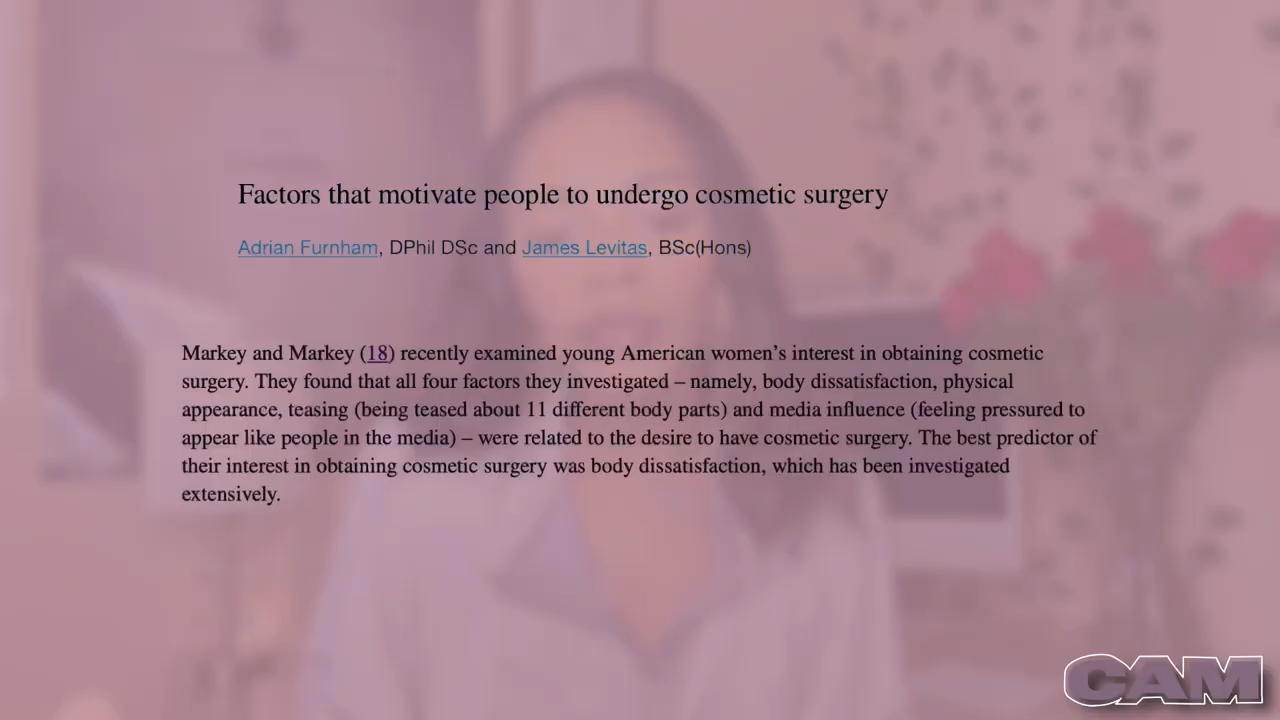 Factors that motivate people to undergo cosmetic surgery
Adrian Furnham, DPhil DSc and James Levitas, BSc(Hons)
Markey and Markey (18) recently examined young American women’s interest in obtaining cosmetic
surgery. They found that all four factors they investigated – namely, body dissatisfaction, physical
appearance, teasing (being teased about 11 different body parts) and media influence (feeling pressured to
appear like people in the media) – were related to the desire to have cosmetic surgery. The best predictor of
their interest in obtaining cosmetic surgery was body dissatisfaction, which has been investigated
extensively.
CAM